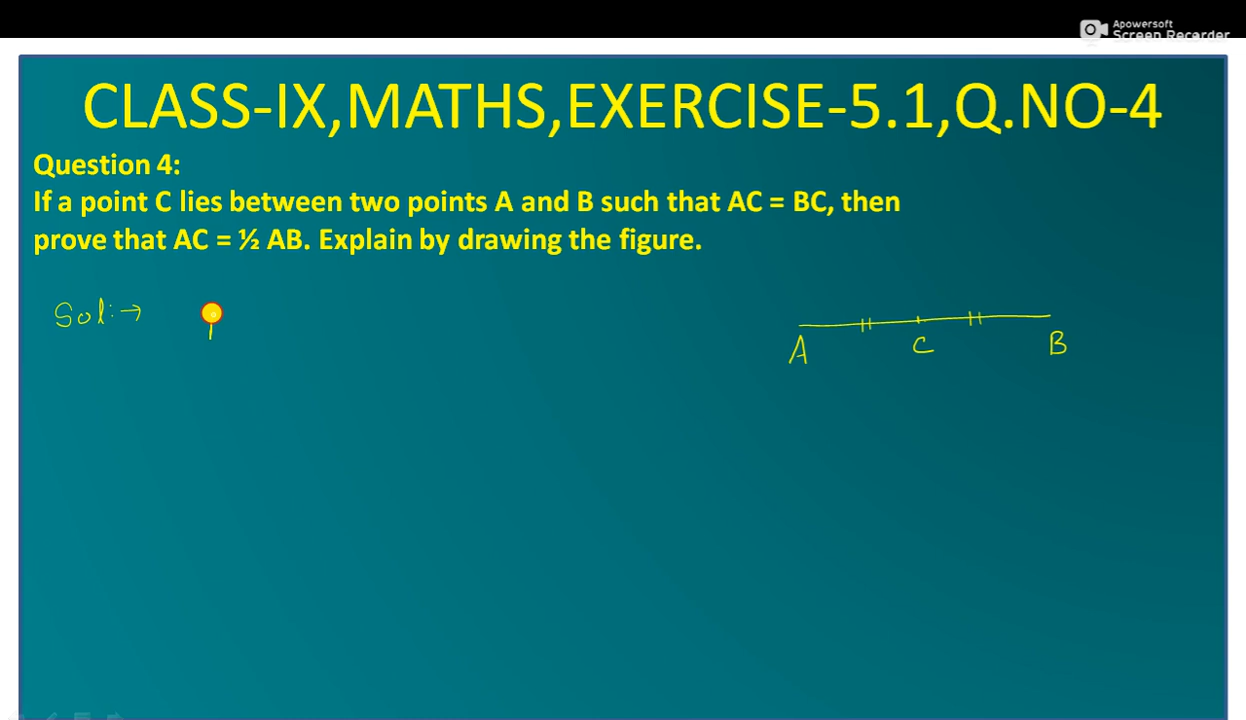 Apowersoft
Screen Recorder
CLASS-IX,MATHS,EXERCISE-5.1,Q.NO-4
Question 4:
If a point C lies between two points A and B such that AC = BC, then
prove that AC = ½ AB. Explain by drawing the figure.
Sol:→
A C B